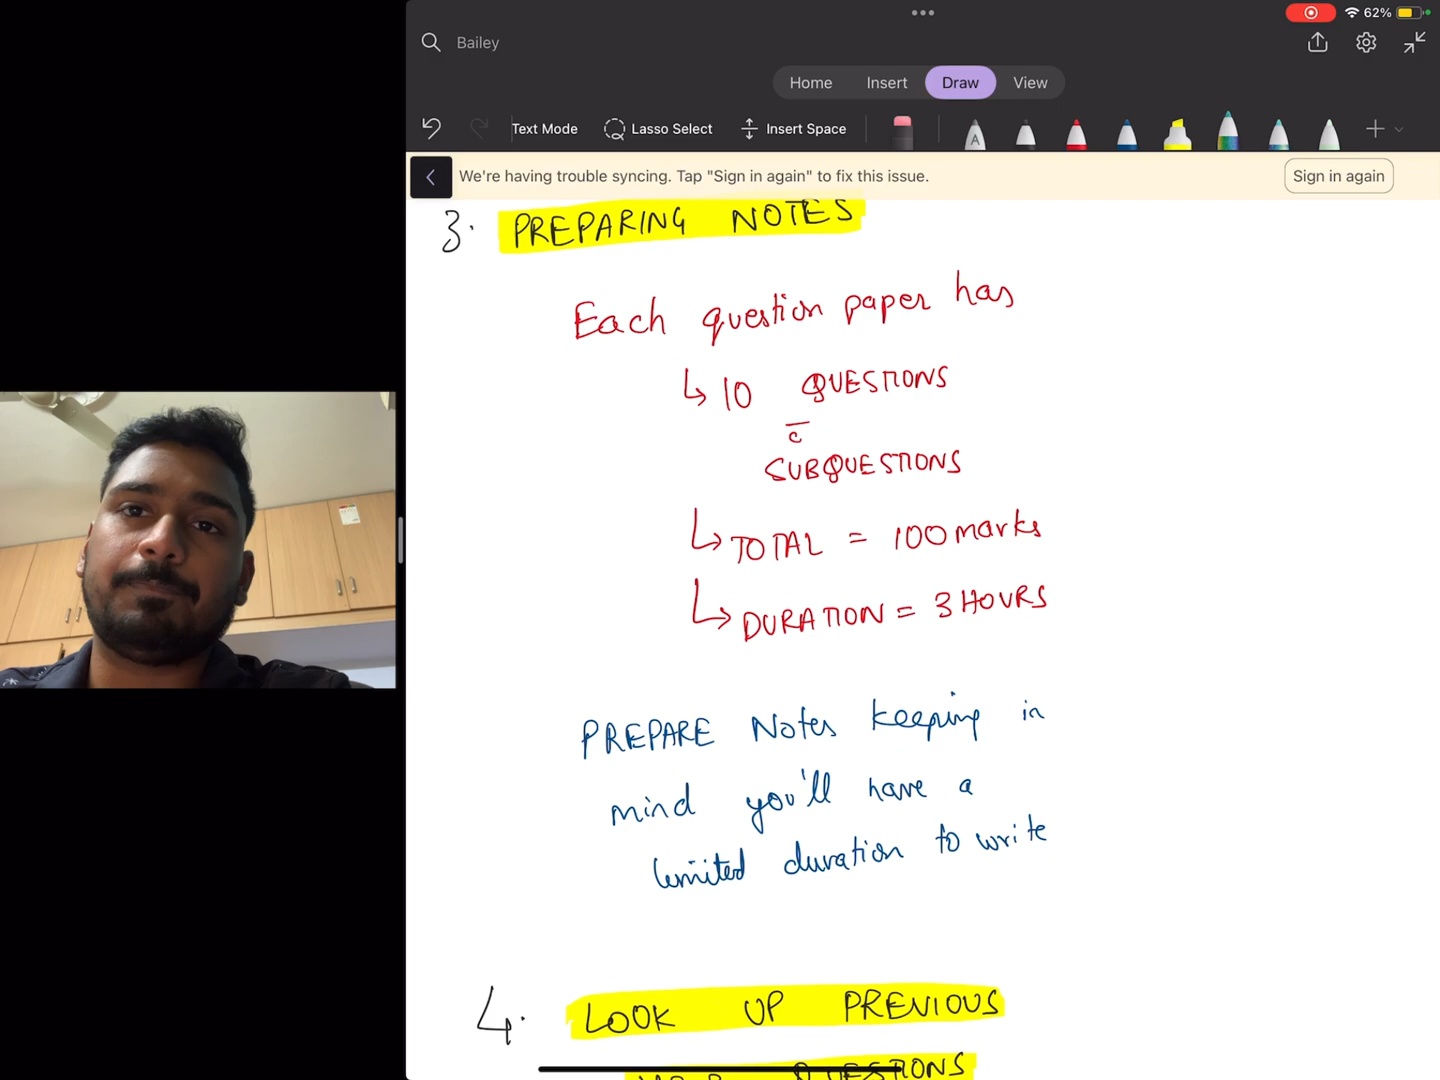 62%
Bailey
Home Insert Draw View
Text Mode Lasso Select Insert Space
A
We're having trouble syncing. Tap "Sign in again" to fix this issue.
Sign in again
3. PREPARING NOTES
Each question paper has
↳ 10 QUESTIONS
c̅
SUBQUESTIONS
↳ TOTAL = 100 marks
↳ DURATION = 3 HOURS
PREPARE Notes keeping in
mind you'll have a
limited duration to write
4. LOOK UP PREVIOUS
QUESTIONS